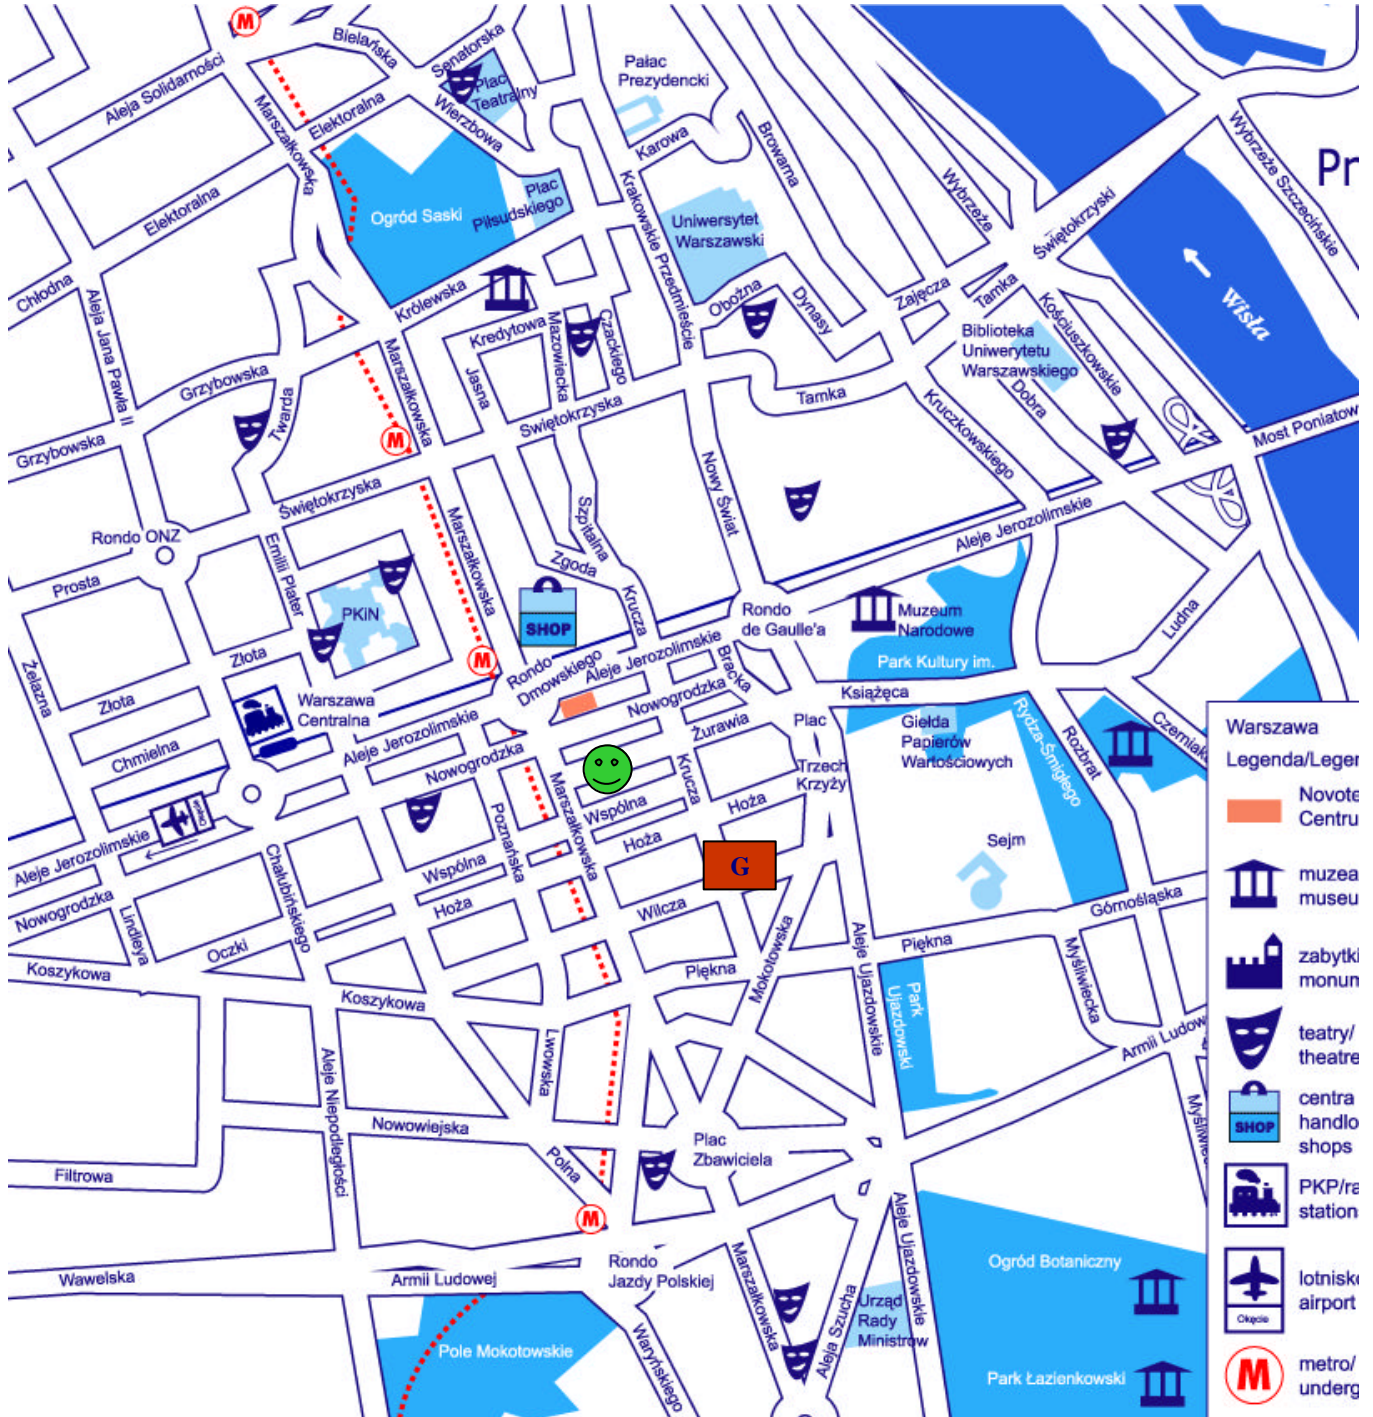 M
Bielańska
Senatorska
Pałac
Prezydencki
Aleja Solidarności
Plac
Teatralny
Marszałkowska
Elektoralna
Wierzbowa
Karowa
Browarna
Wybrzeże Szczecińskie
Pr
Elektoralna
Ogród Saski
Plac
Piłsudskiego
Krakowskie Przedmieście
Uniwersytet
Warszawski
Wybrzeże
Świętokrzyski
Chłodna
Aleja Jana Pawła II
Królewska
Kredytowa
Mazowiecka
Czackiego
Oboźna
Dynasy
Zajęcza
Tamka
Kościuszkowskie
Wisła
Biblioteka
Uniwerytetu
Warszawskiego
Grzybowska
Twarda
Marszałkowska
Jasna
Świętokrzyska
Tamka
Kruczkowskiego
Dobra
Most Poniatow
Grzybowska
M
Świętokrzyska
Nowy Świat
Aleje Jerozolimskie
Rondo ONZ
Emilii Plater
Marszałkowska
Szpitalna
Zgoda
Prosta
PKIN
SHOP
Krucza
Rondo
de Gaulle'a
Muzeum
Narodowe
Ludna
Żelazna
Złota
M
Rondo
Dmowskiego
Aleje Jerozolimskie
Bracka
Park Kultury im.
Książęca
Złota
Warszawa
Centralna
Nowogrodzka
Rydza-Śmigłego
Chmielna
Aleje Jerozolimskie
Nowogrodzka
Żurawia
Plac
Trzech
Krzyży
Giełda
Papierów
Wartościowych
Rozbrat
Czerniak
Okęcie
Krucza
Marszałkowska
Wspólna
Hoża
Aleje Jerozolimskie
Poznańska
Hoża
Sejm
Nowogrodzka
Lindleya
Chałubińskiego
Wspólna
G
Hoża
Wilcza
Górnośląska
Oczki
Mokotowska
Piękna
Koszykowa
Koszykowa
Piękna
Aleje Ujazdowskie
Park
Ujazdowski
Myśliwiecka
Armii Ludow
Aleje Niepodległości
Lwowska
Nowowiejska
Plac
Zbawiciela
Polna
Myśliwie
Filtrowa
M
Aleje Ujazdowskie
Wawelska
Armii Ludowej
Rondo
Jazdy Polskiej
Marszałkowska
Aleja Szucha
Ogród Botaniczny
Urząd
Rady
Ministrów
Pole Mokotowskie
Waryńskiego
Park Łazienkowski
Warszawa
Legenda/Leger
Novote
Centru
muzea
museu
zabytki
monum
teatry/
theatre
SHOP
centra
handlo
shops
PKP/ra
station
Okęcie
lotnisko
airport
M
metro/
underg